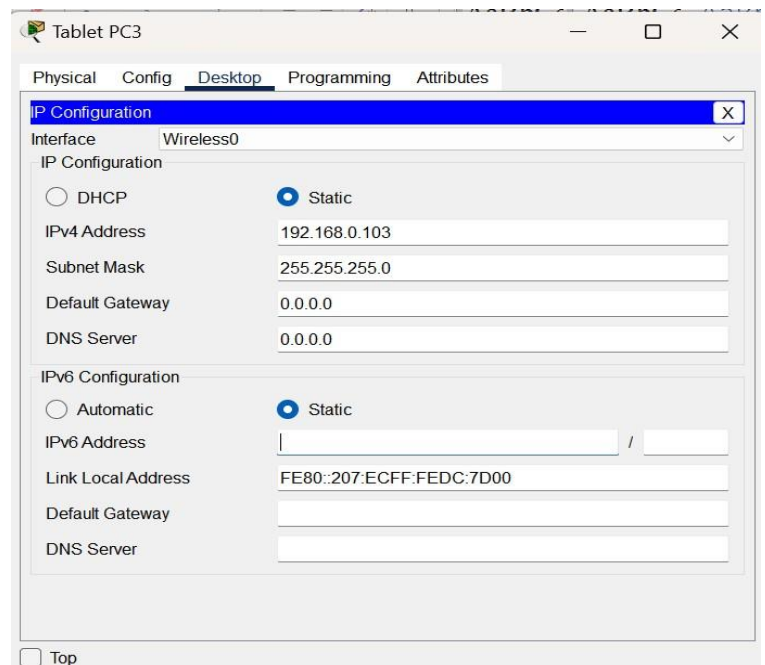 Tablet PC3
Physical Config Desktop Programming Attributes
IP Configuration X
Interface Wireless0
IP Configuration
DHCP Static
IPv4 Address 192.168.0.103
Subnet Mask 255.255.255.0
Default Gateway 0.0.0.0
DNS Server 0.0.0.0
IPv6 Configuration
Automatic Static
IPv6 Address /
Link Local Address FE80::207:ECFF:FEDC:7D00
Default Gateway
DNS Server
Top